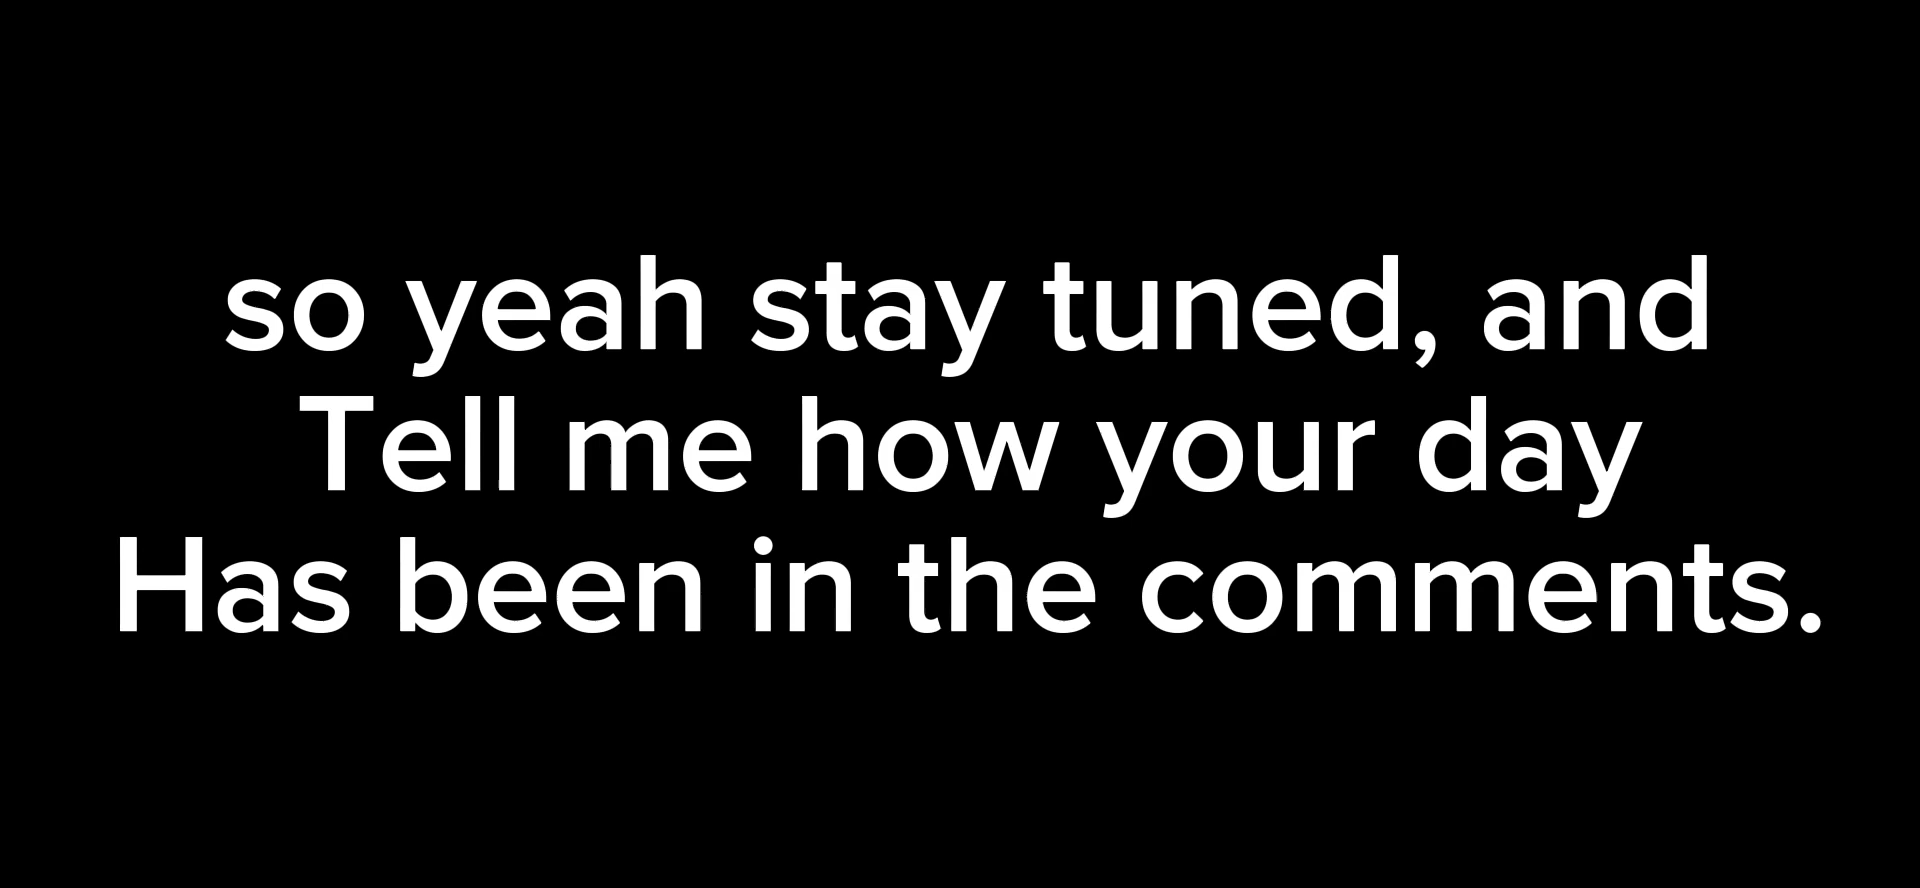 so yeah stay tuned, and
Tell me how your day
Has been in the comments.